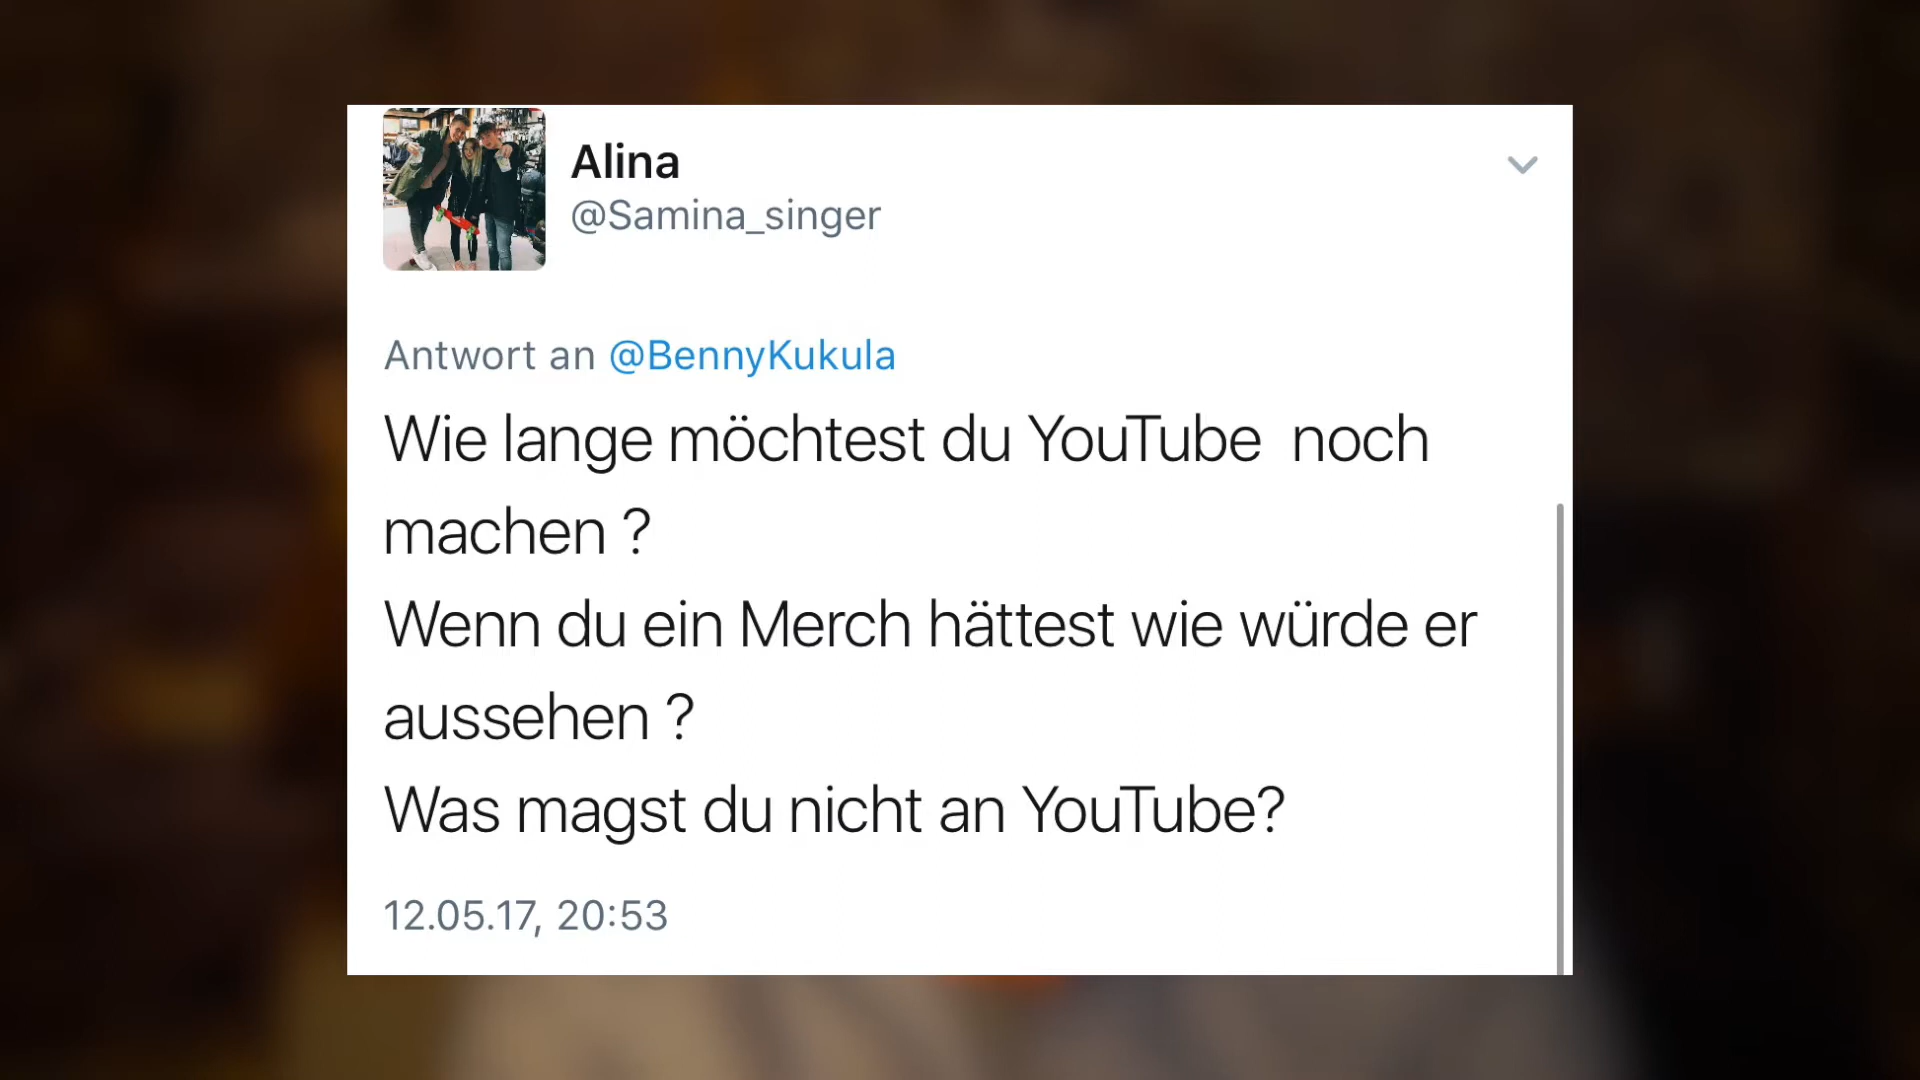 Alina
@Samina_singer
Antwort an @BennyKukula
Wie lange möchtest du YouTube  noch
machen ?
Wenn du ein Merch hättest wie würde er
aussehen ?
Was magst du nicht an YouTube?
12.05.17, 20:53